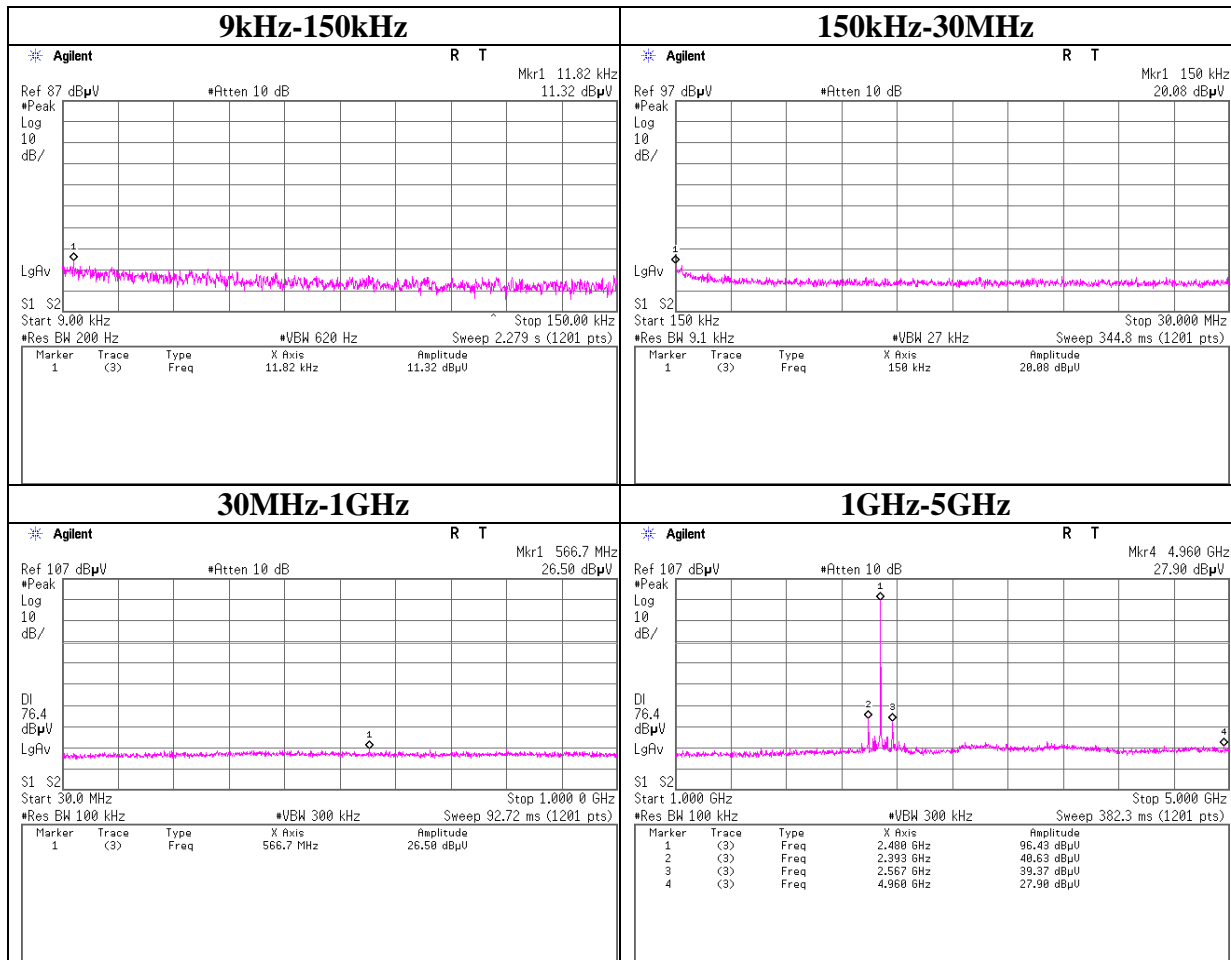 9kHz-150kHz
Agilent R T
Mkr1 11.82 kHz
Ref 87 dBµV #Atten 10 dB 11.32 dBµV
#Peak
Log
10
dB/
1
LgAv
S1 S2
Start 9.00 kHz ^ Stop 150.00 kHz
#Res BW 200 Hz #VBW 620 Hz Sweep 2.279 s (1201 pts)
Marker Trace Type X Axis Amplitude
1 (3) Freq 11.82 kHz 11.32 dBµV
150kHz-30MHz
Agilent R T
Mkr1 150 kHz
Ref 97 dBµV #Atten 10 dB 20.08 dBµV
#Peak
Log
10
dB/
1
LgAv
S1 S2
Start 150 kHz Stop 30.000 MHz
#Res BW 9.1 kHz #VBW 27 kHz Sweep 344.8 ms (1201 pts)
Marker Trace Type X Axis Amplitude
1 (3) Freq 150 kHz 20.08 dBµV
30MHz-1GHz
Agilent R T
Mkr1 566.7 MHz
Ref 107 dBµV #Atten 10 dB 26.50 dBµV
#Peak
Log
10
dB/
DI
76.4
dBµV
1
LgAv
S1 S2
Start 30.0 MHz Stop 1.000 0 GHz
#Res BW 100 kHz #VBW 300 kHz Sweep 92.72 ms (1201 pts)
Marker Trace Type X Axis Amplitude
1 (3) Freq 566.7 MHz 26.50 dBµV
1GHz-5GHz
Agilent R T
Mkr4 4.960 GHz
Ref 107 dBµV #Atten 10 dB 27.90 dBµV
#Peak
1
Log
10
dB/
DI
2 3
76.4
dBµV
4
LgAv
S1 S2
Start 1.000 GHz Stop 5.000 GHz
#Res BW 100 kHz #VBW 300 kHz Sweep 382.3 ms (1201 pts)
Marker Trace Type X Axis Amplitude
1 (3) Freq 2.480 GHz 96.43 dBµV
2 (3) Freq 2.393 GHz 40.63 dBµV
3 (3) Freq 2.567 GHz 39.37 dBµV
4 (3) Freq 4.960 GHz 27.90 dBµV